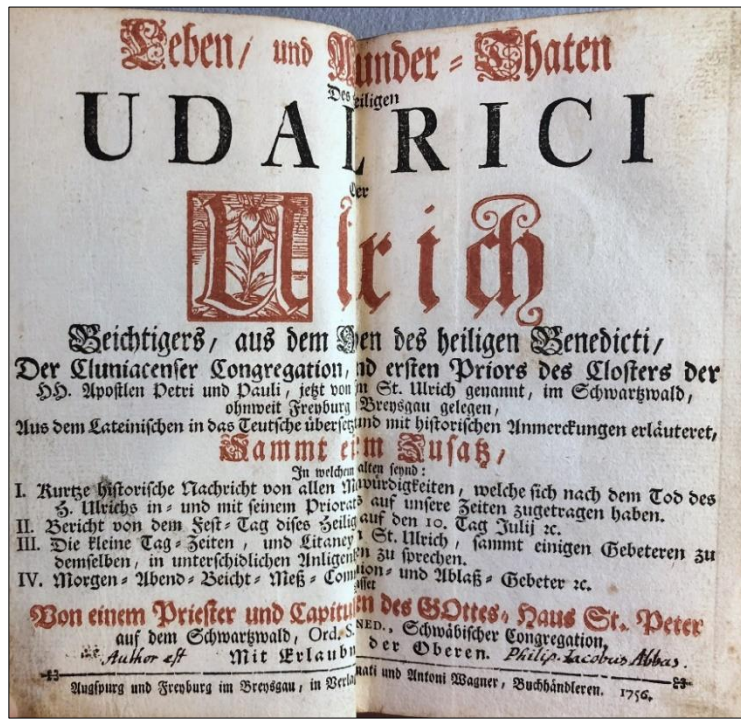 Leben/ und Wunder = Thaten
Des Heiligen
UDALRICI
Oder
Ulrich
Beichtigers/ aus dem Orden des heiligen Benedicti/
Der Cluniacenser Congregation, und ersten Priors des Closters der
HH. Apostlen Petri und Pauli, jetzt von dem St. Ulrich genannt, im Schwartzwald,
ohnweit Freyburg Breysgau gelegen,
Aus dem Lateinischen in das Teutsche übersetzt und mit historischen Anmerckungen erläuteret,
Sammt einem Zusatz/
In welchem enthalten seynd:
I. Kurtze historische Nachricht von allen Merckwürdigkeiten, welche sich nach dem Tod des
H. Ulrichs in- und mit seinem Priorat auf unsere Zeiten zugetragen haben.
II. Bericht von dem Fest = Tag dises Heiligen auf den 10. Tag Julij ꝛc.
III. Die kleine Tag = Zeiten, und Litaney St. Ulrich, sammt einigen Gebeteren zu
demselben, in unterschidlichen Anligen zu sprechen.
IV. Morgen = Abend = Beicht = Meß = Communion = und Ablaß = Gebeter ꝛc.
Von einem Priester und Capitularen des GOttes = Haus St. Peter
auf dem Schwartzwald, Ord. S. BENED., Schwäbischer Congregation,
Author est Mit Erlaubnus der Oberen. Philip. Jacobus Abbas.
Augspurg und Freyburg im Breysgau, in Verlag Ignati und Antoni Wagner, Buchhändleren. 1756.